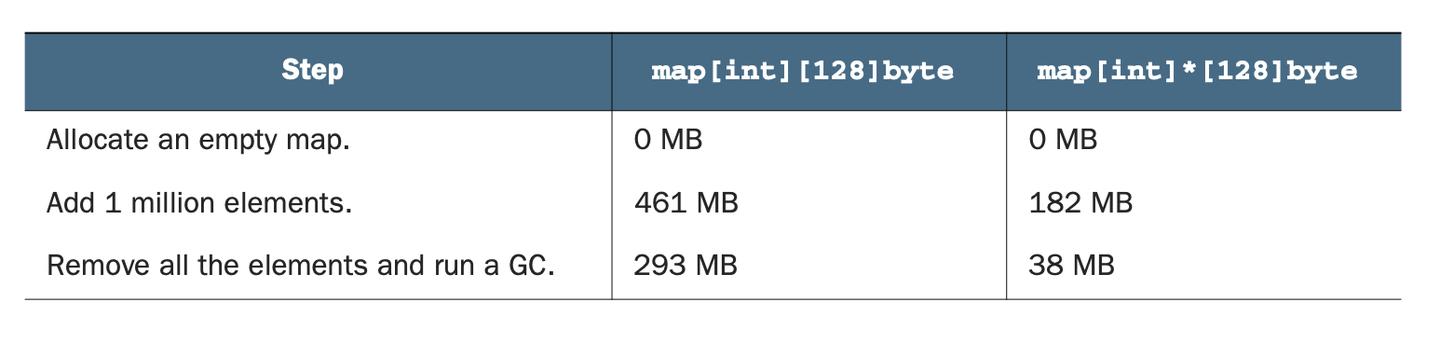 Step map[int][128]byte map[int]*[128]byte
Allocate an empty map. 0 MB 0 MB
Add 1 million elements. 461 MB 182 MB
Remove all the elements and run a GC. 293 MB 38 MB